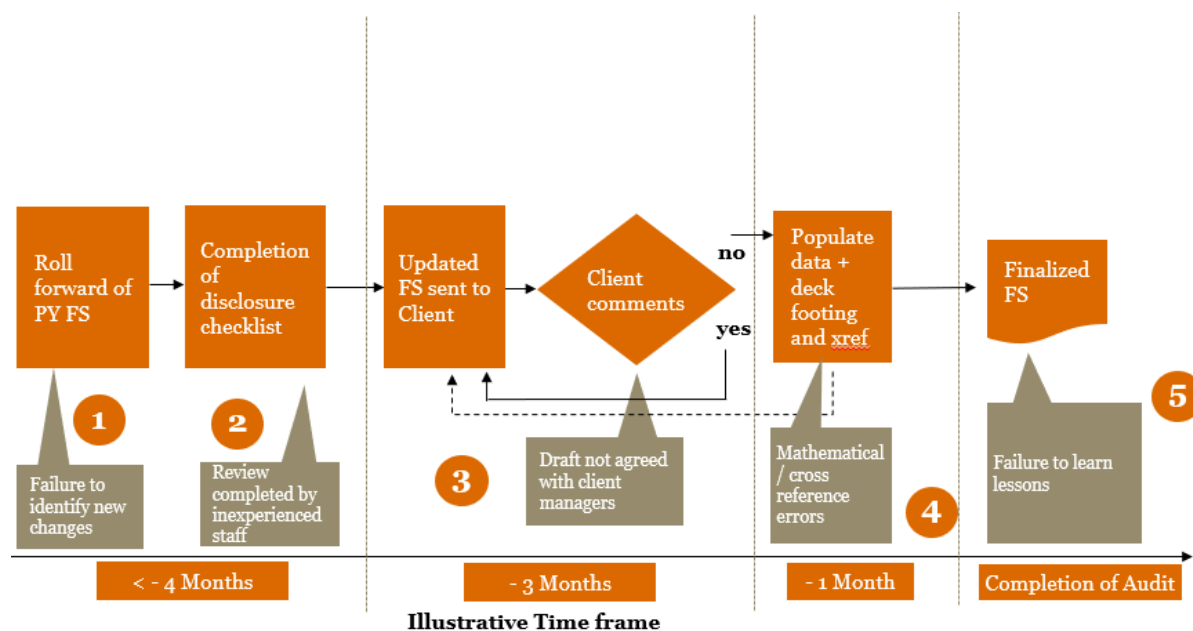 Roll
forward of
PY FS
Completion
of
disclosure
checklist
Updated
FS sent to
Client
Client
comments
no
yes
Populate
data +
deck
footing
and xref
Finalized
FS
1
Failure to
identify new
changes
2
Review
completed by
inexperienced
staff
3
Draft not agreed
with client
managers
Mathematical
/ cross
reference
errors
4
5
Failure to learn
lessons
< - 4 Months
- 3 Months
- 1 Month
Completion of Audit
Illustrative Time frame